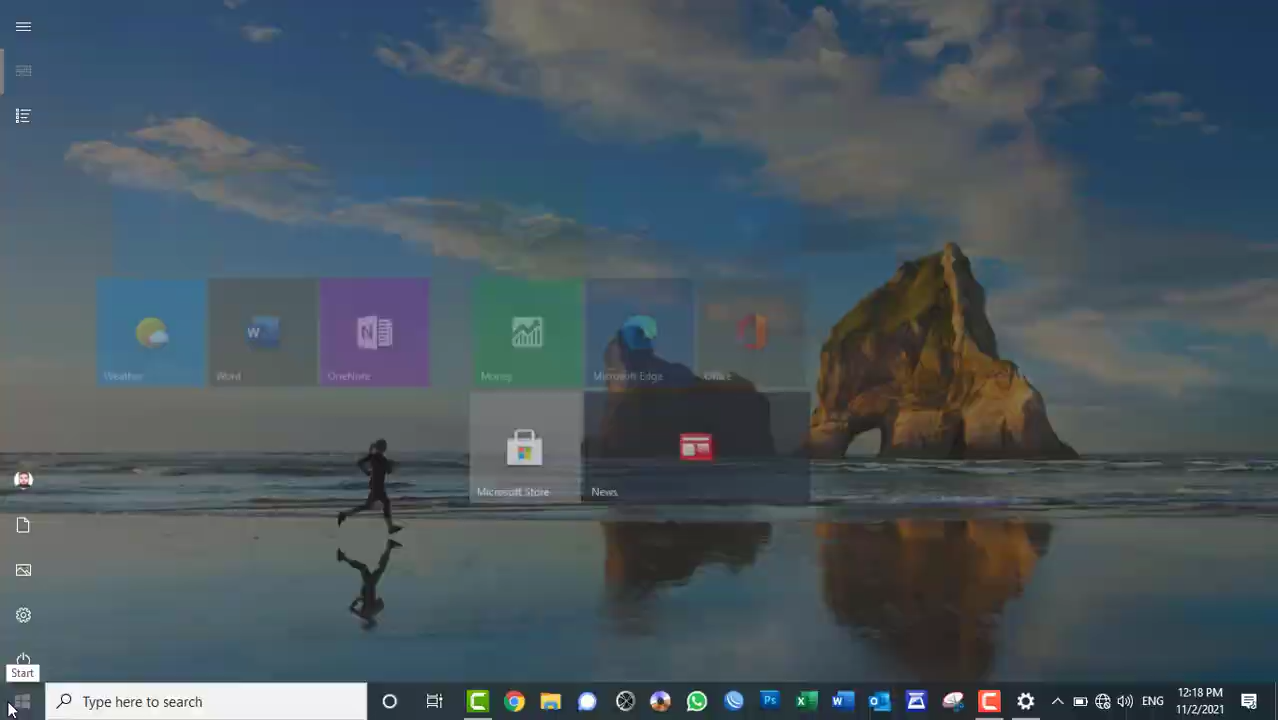 Weather
Word
OneNote
Money
Microsoft Edge
Office
Microsoft Store
News
Start
Type here to search
ENG
12:18 PM
11/2/2021